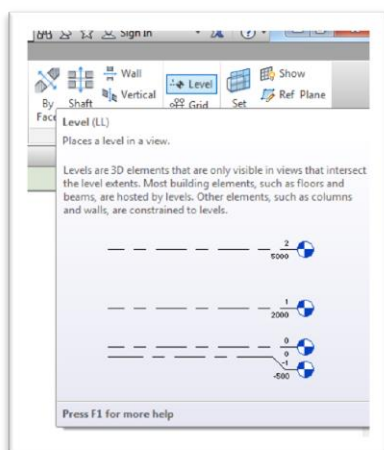 Sign In
Wall
Level
Show
Vertical
Ref Plane
By
Shaft
Grid
Set
Face
Level (LL)
Places a level in a view.
Levels are 3D elements that are only visible in views that intersect
the level extents. Most building elements, such as floors and
beams, are hosted by levels. Other elements, such as columns
and walls, are constrained to levels.
2
5000
1
2000
0
0
-1
-500
Press F1 for more help